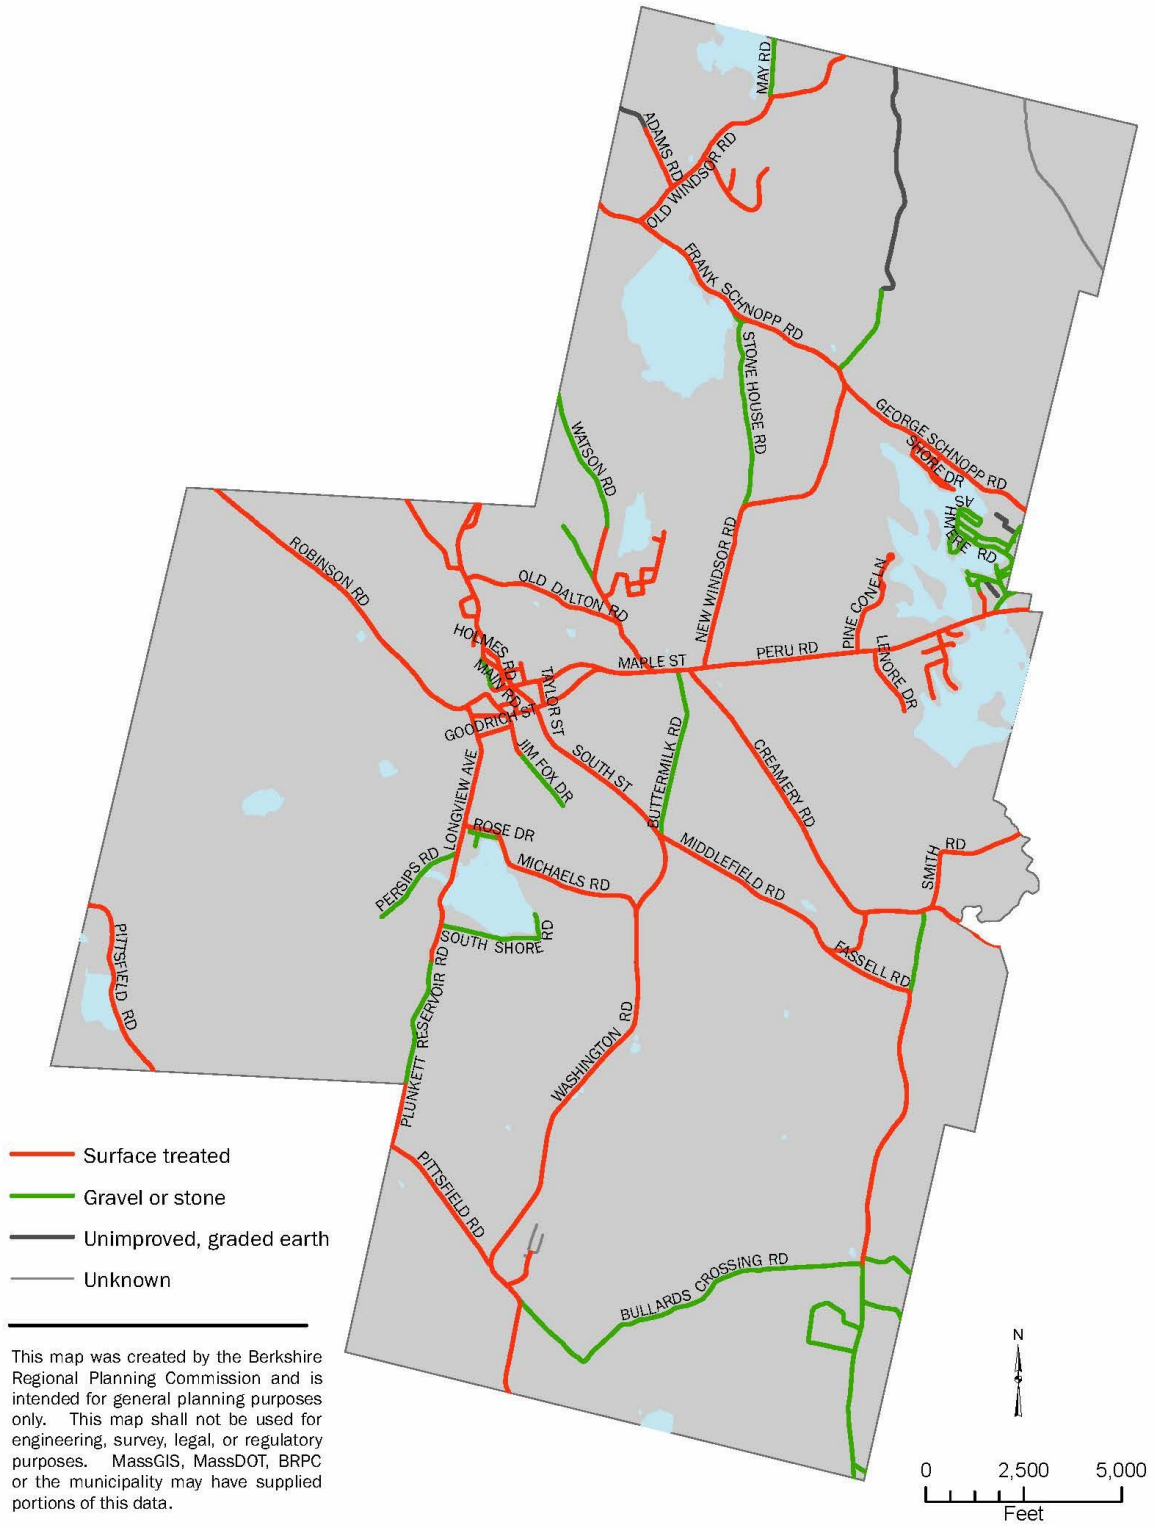 MAY RD
ADAMS RD
OLD WINDSOR RD
FRANK SCHNOPP RD
STONE HOUSE RD
GEORGE SCHNOPP RD
SHORE DR
WATSON RD
ASHMERE RD
ROBINSON RD
OLD DALTON RD
NEW WINDSOR RD
PINE CONE LN
HOLMES RD
MAPLE ST
PERU RD
LENORE DR
MAIN RD
TAYLOR ST
GOODRICH ST
JIM FOX DR
SOUTH ST
BUTTERMILK RD
CREAMERY RD
LONGVIEW AVE
ROSE DR
MICHAELS RD
MIDDLEFIELD RD
SMITH RD
PERSIPS RD
SOUTH SHORE RD
FASSELL RD
PITTSFIELD RD
PLUNKETT RESERVOIR RD
WASHINGTON RD
PITTSFIELD RD
BULLARDS CROSSING RD
Surface treated
Gravel or stone
Unimproved, graded earth
Unknown
This map was created by the Berkshire
Regional Planning Commission and is
intended for general planning purposes
only. This map shall not be used for
engineering, survey, legal, or regulatory
purposes. MassGIS, MassDOT, BRPC
or the municipality may have supplied
portions of this data.
N
0 2,500 5,000
Feet